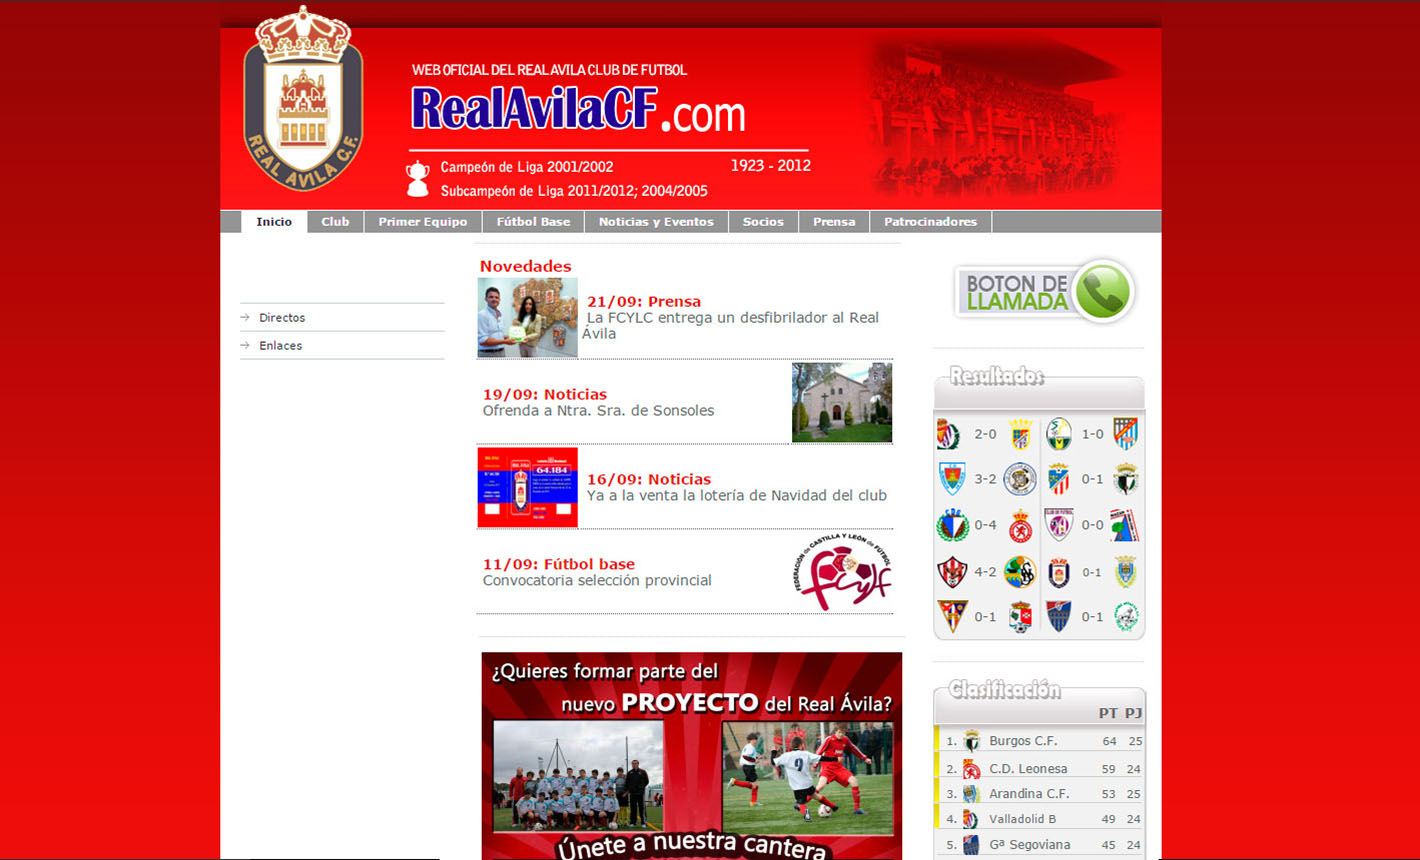 REAL AVILA C.F.
WEB OFICIAL DEL REAL AVILA CLUB DE FUTBOL
RealAvilaCF.com
Campeón de Liga 2001/2002
1923 - 2012
Subcampeón de Liga 2011/2012; 2004/2005
Inicio Club Primer Equipo Fútbol Base Noticias y Eventos Socios Prensa Patrocinadores
Directos
Enlaces
Novedades
21/09: Prensa
La FCYLC entrega un desfibrilador al Real
Ávila
19/09: Noticias
Ofrenda a Ntra. Sra. de Sonsoles
64.184
16/09: Noticias
Ya a la venta la lotería de Navidad del club
11/09: Fútbol base
Convocatoria selección provincial
FEDERACIÓN de CASTILLA Y LEÓN de FÚTBOL
fcylf
¿Quieres formar parte del
nuevo PROYECTO del Real Ávila?
9
Únete a nuestra cantera
BOTON DE
LLAMADA
Resultados
2-0 1-0
3-2 0-1
0-4 0-0
4-2 0-1
0-1 0-1
Clasificación
PT PJ
1. Burgos C.F. 64 25
2. C.D. Leonesa 59 24
3. Arandina C.F. 53 25
4. Valladolid B 49 24
5. Gª Segoviana 45 24